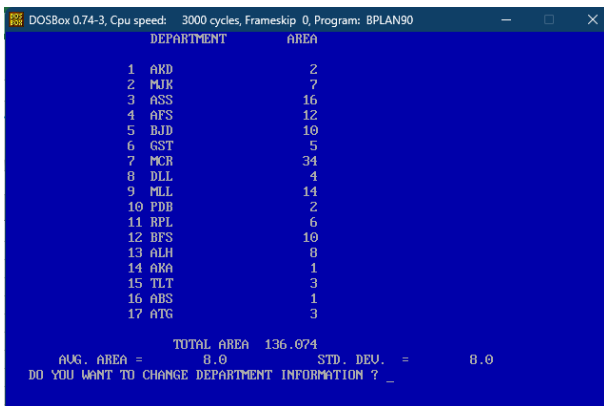 DOSBox 0.74-3, Cpu speed: 3000 cycles, Frameskip 0, Program: BPLAN90
DEPARTMENT AREA
1 AKD 2
2 MJK 7
3 ASS 16
4 AFS 12
5 BJD 10
6 GST 5
7 MCR 34
8 DLL 4
9 MLL 14
10 PDB 2
11 RPL 6
12 BFS 10
13 ALH 8
14 AKA 1
15 TLT 3
16 ABS 1
17 ATG 3
TOTAL AREA 136.074
AVG. AREA = 8.0 STD. DEV. = 8.0
DO YOU WANT TO CHANGE DEPARTMENT INFORMATION ? _